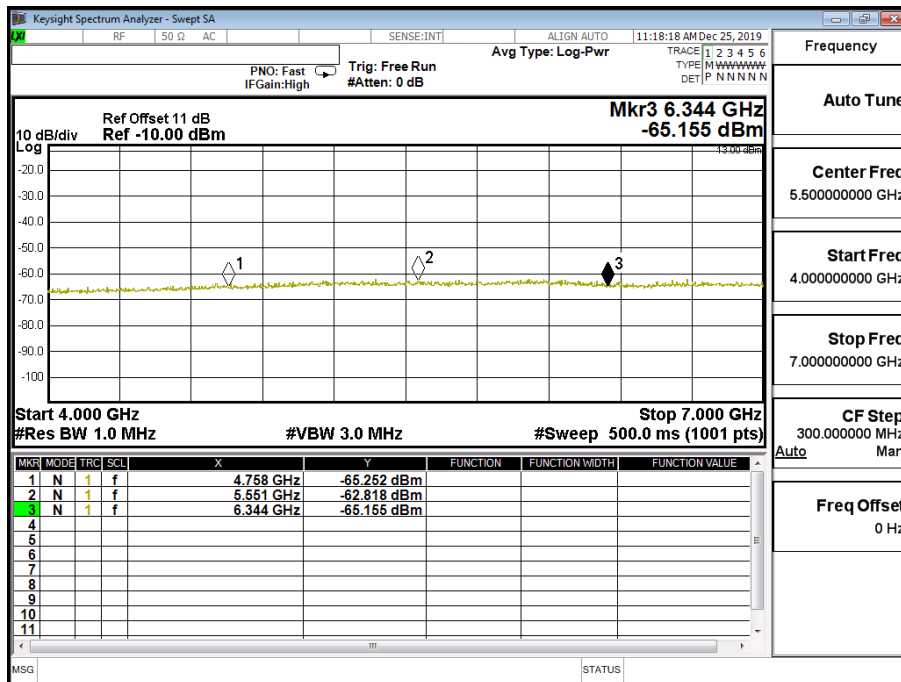 Keysight Spectrum Analyzer - Swept SA
LXI RF 50 Ω AC SENSE:INT ALIGN AUTO 11:18:18 AM Dec 25, 2019
Avg Type: Log-Pwr TRACE 1 2 3 4 5 6
PNO: Fast Trig: Free Run TYPE M W W W W W
IFGain:High #Atten: 0 dB DET P N N N N N
Ref Offset 11 dB Mkr3 6.344 GHz
10 dB/div Ref -10.00 dBm -65.155 dBm
Log
13.00 dBm
-20.0
-30.0
-40.0
-50.0
-60.0
-70.0
-80.0
-90.0
-100
1
2
3
Start 4.000 GHz Stop 7.000 GHz
#Res BW 1.0 MHz #VBW 3.0 MHz #Sweep 500.0 ms (1001 pts)
MKR MODE TRC SCL X Y FUNCTION FUNCTION WIDTH FUNCTION VALUE
1 N 1 f 4.758 GHz -65.252 dBm
2 N 1 f 5.551 GHz -62.818 dBm
3 N 1 f 6.344 GHz -65.155 dBm
4
5
6
7
8
9
10
11
MSG STATUS
Frequency
Auto Tune
Center Freq
5.500000000 GHz
Start Freq
4.000000000 GHz
Stop Freq
7.000000000 GHz
CF Step
300.000000 MHz
Auto Man
Freq Offset
0 Hz